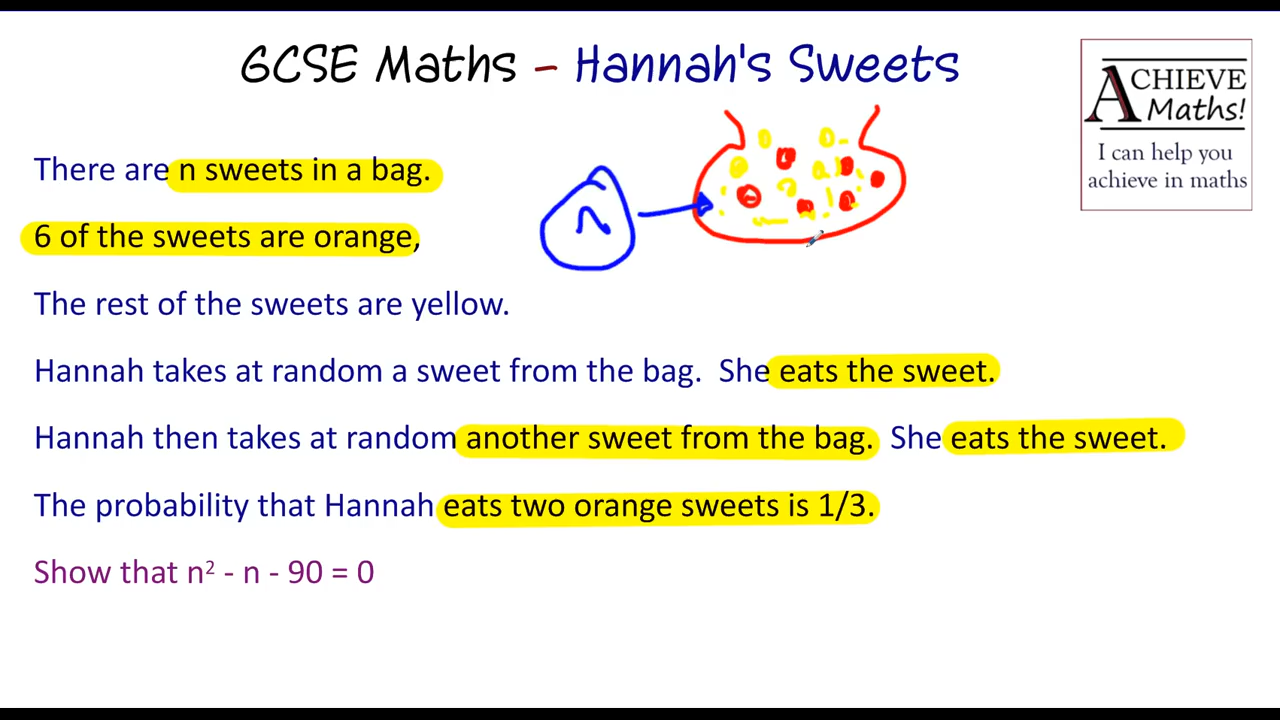 GCSE Maths – Hannah's Sweets
ACHIEVE
Maths!
I can help you
achieve in maths
There are n sweets in a bag.
n
6 of the sweets are orange,
The rest of the sweets are yellow.
Hannah takes at random a sweet from the bag. She eats the sweet.
Hannah then takes at random another sweet from the bag. She eats the sweet.
The probability that Hannah eats two orange sweets is 1/3.
Show that n² - n - 90 = 0